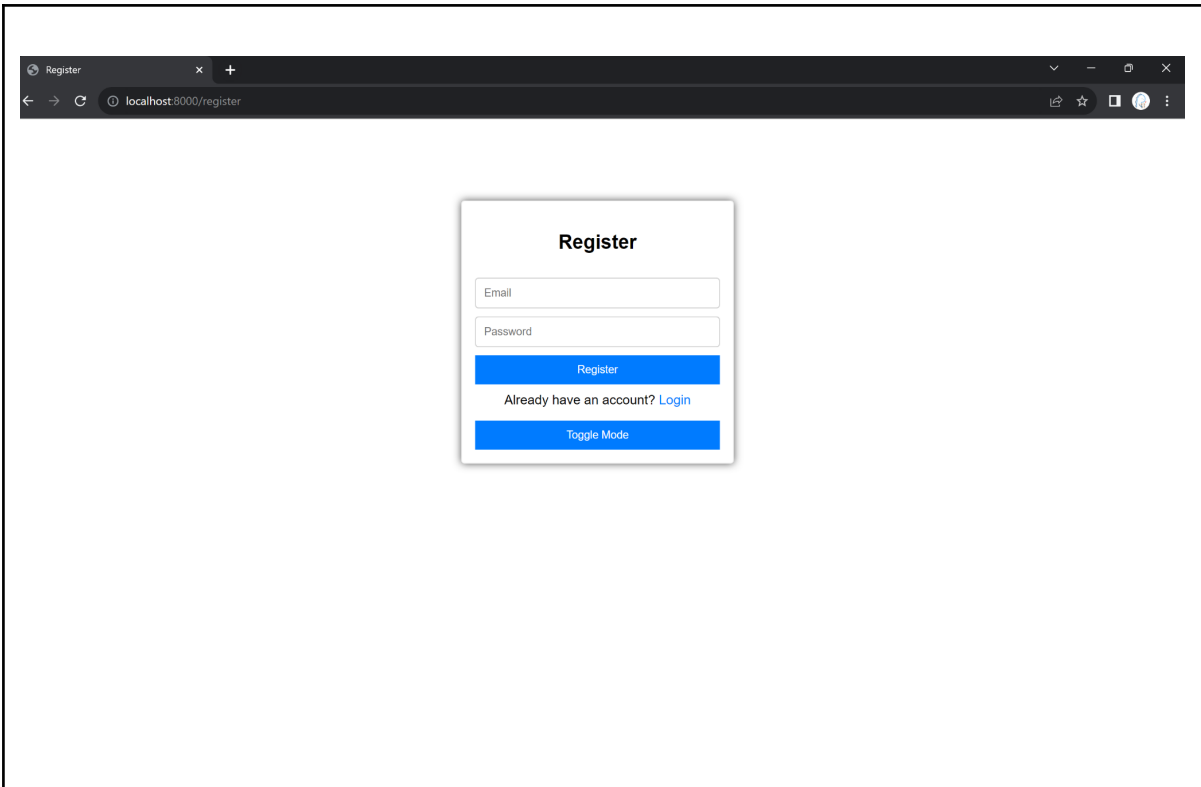 Register
localhost:8000/register
Register
Email
Password
Register
Already have an account? Login
Toggle Mode